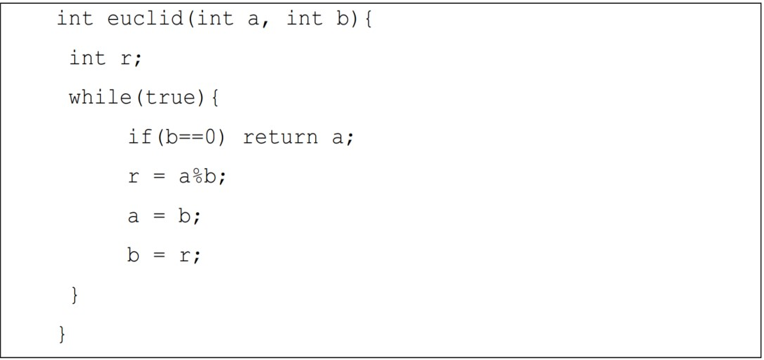 int euclid(int a, int b){
int r;
while(true){
if(b==0) return a;
r = a%b;
a = b;
b = r;
}
}